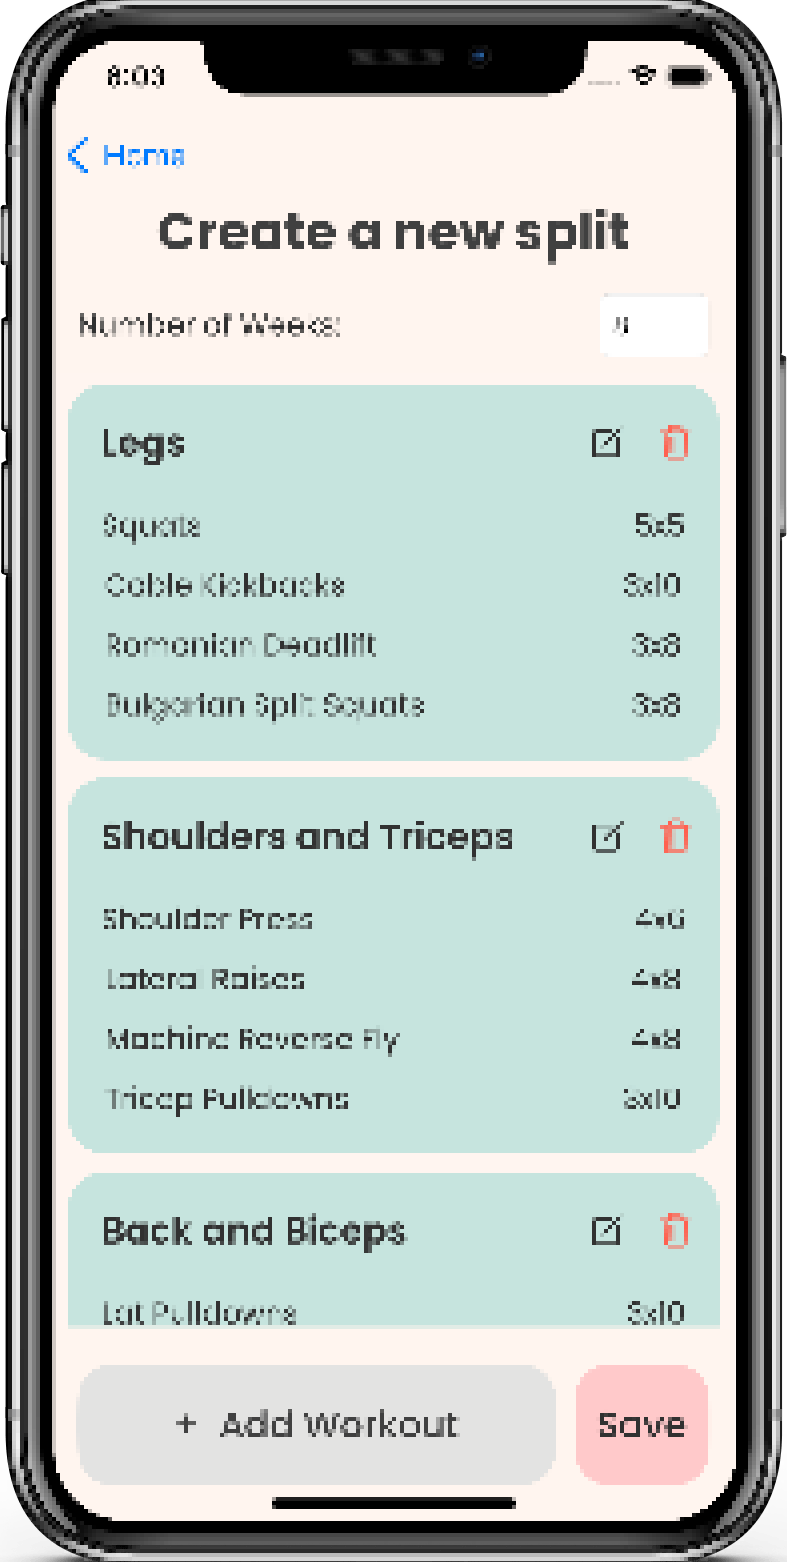 8:03
Home
Create a new split
Number of Weeks:
Legs
Squats 5x5
Cable Kickbacks 3x10
Romanian Deadlift 3x8
Bulgarian Split Squats 3x8
Shoulders and Triceps
Shoulder Press 4x6
Lateral Raises 4x8
Machine Reverse Fly 4x8
Tricep Pulldowns 3x10
Back and Biceps
Lat Pulldowns 3x10
+ Add Workout
Save